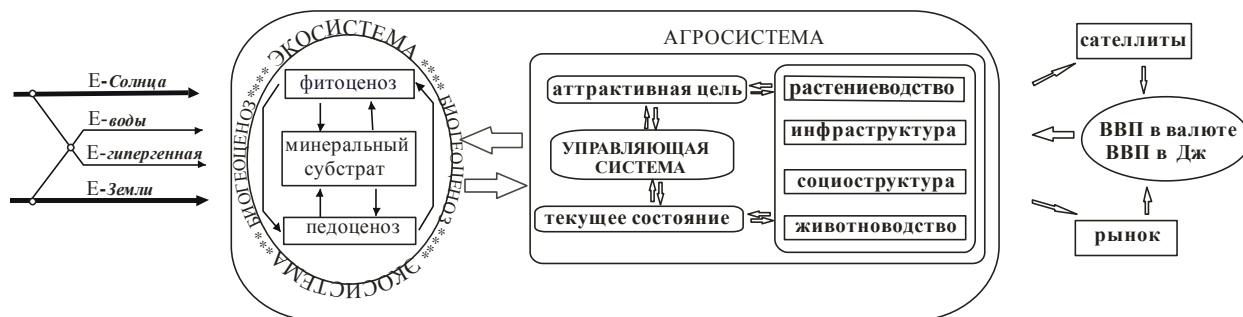 Е-Солнца
Е-воды
Е-гипергенная
Е-Земли
**** ЭКОСИСТЕМА **** БИОГЕОЦЕНОЗ **** ЭКОСИСТЕМА **** БИОГЕОЦЕНОЗ
фитоценоз
минеральный
субстрат
педоценоз
АГРОСИСТЕМА
аттрактивная цель
УПРАВЛЯЮЩАЯ
СИСТЕМА
текущее состояние
растениеводство
инфраструктура
социоструктура
животноводство
сателлиты
ВВП в валюте
ВВП в Дж
рынок